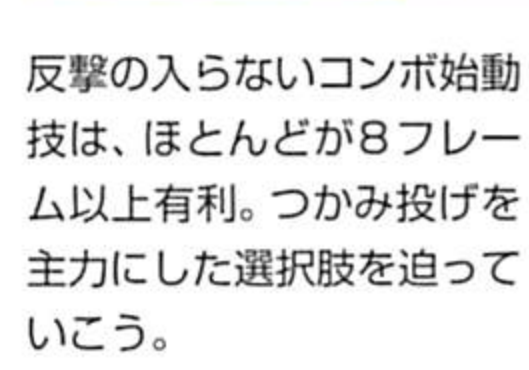 反撃の入らないコンボ始動
技は、ほとんどが8フレー
ム以上有利。つかみ投げを
主力にした選択肢を迫って
いこう。